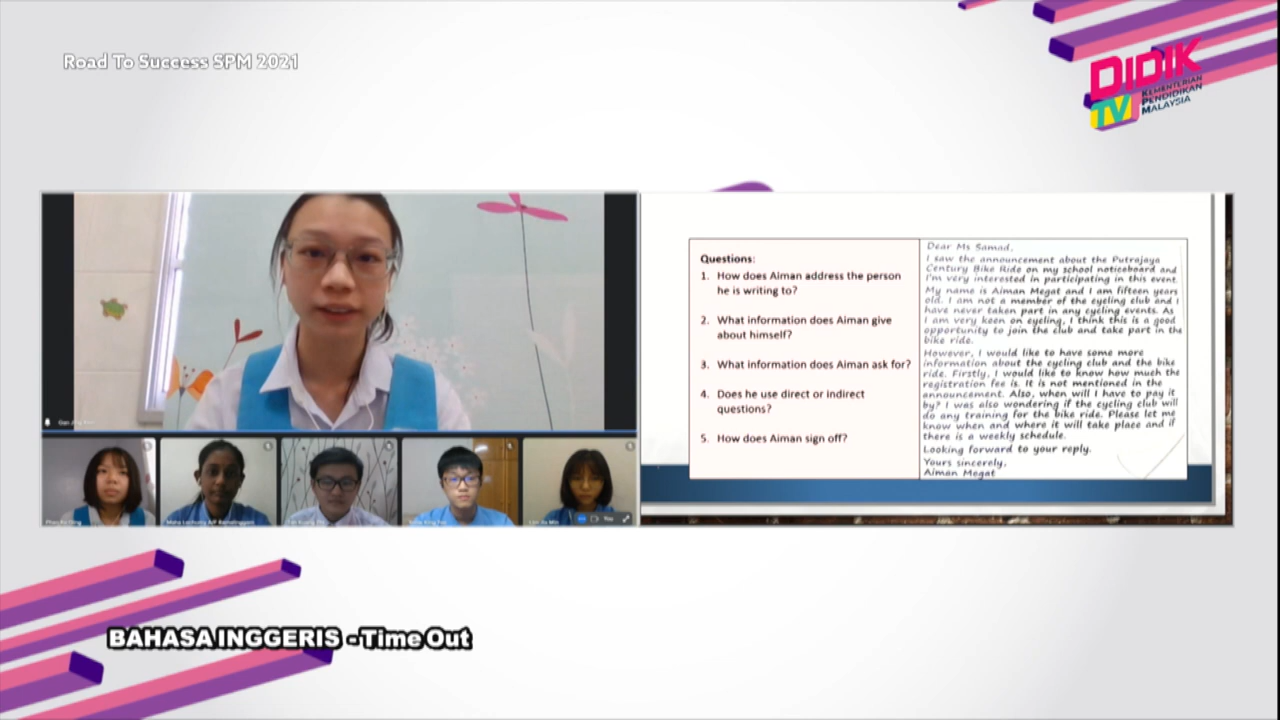 Road To Success SPM 2021
DIDIK
TV
KEMENTERIAN
PENDIDIKAN
MALAYSIA
Questions:
1. How does Aiman address the person
he is writing to?
2. What information does Aiman give
about himself?
3. What information does Aiman ask for?
4. Does he use direct or indirect
questions?
5. How does Aiman sign off?
Dear Ms Samad,
I saw the announcement about the Putrajaya
Century Bike Ride on my school noticeboard and
I'm very interested in participating in this event.
My name is Aiman Megat and I am fifteen years
old. I am not a member of the cycling club and I
have never taken part in any cycling events. As
I am very keen on cycling, I think this is a good
opportunity to join the club and take part in the
bike ride.
However, I would like to have some more
information about the cycling club and the bike
ride. Firstly, I would like to know how much the
registration fee is. It is not mentioned in the
announcement. Also, when will I have to pay it
by? I was also wondering if the cycling club will
do any training for the bike ride. Please let me
know when and where it will take place and if
there is a weekly schedule.
Looking forward to your reply.
Yours sincerely,
Aiman Megat
BAHASA INGGERIS - Time Out